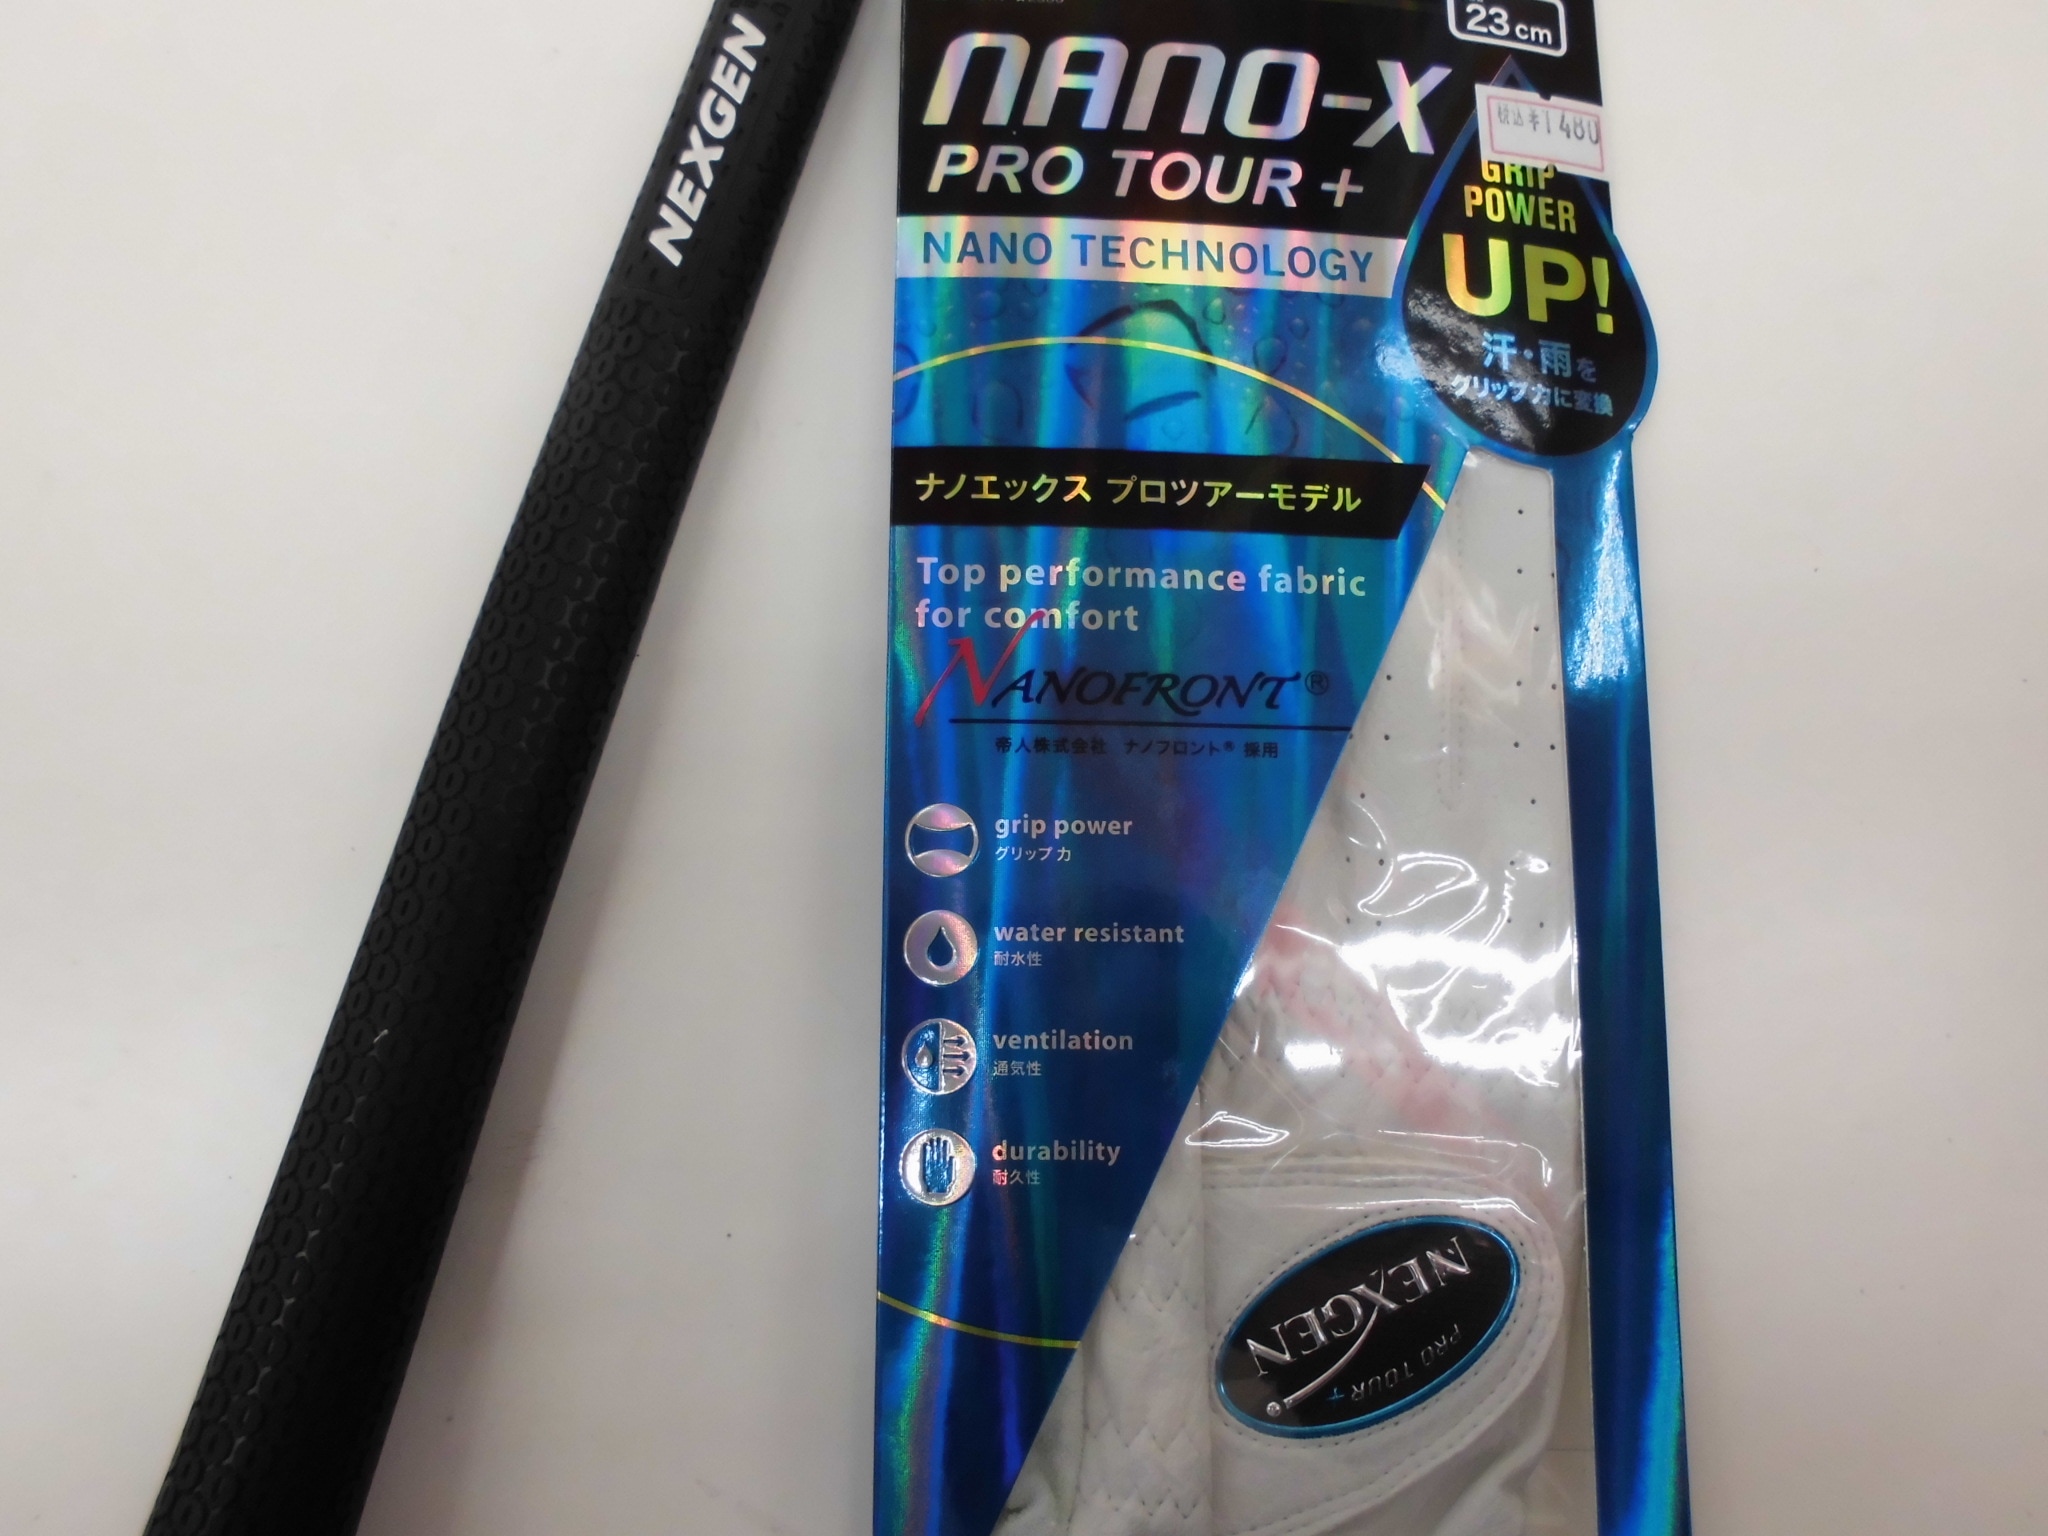 NEXGEN
23cm
NANO-X
PRO TOUR +
NANO TECHNOLOGY
税込¥1480
GRIP
POWER
UP!
汗・雨を
グリップ力に変換
ナノエックス プロツアーモデル
Top performance fabric
for comfort
NANOFRONT®
帝人株式会社 ナノフロント® 採用
grip power
グリップ力
water resistant
耐水性
ventilation
通気性
durability
耐久性
NEXGEN
PRO TOUR +